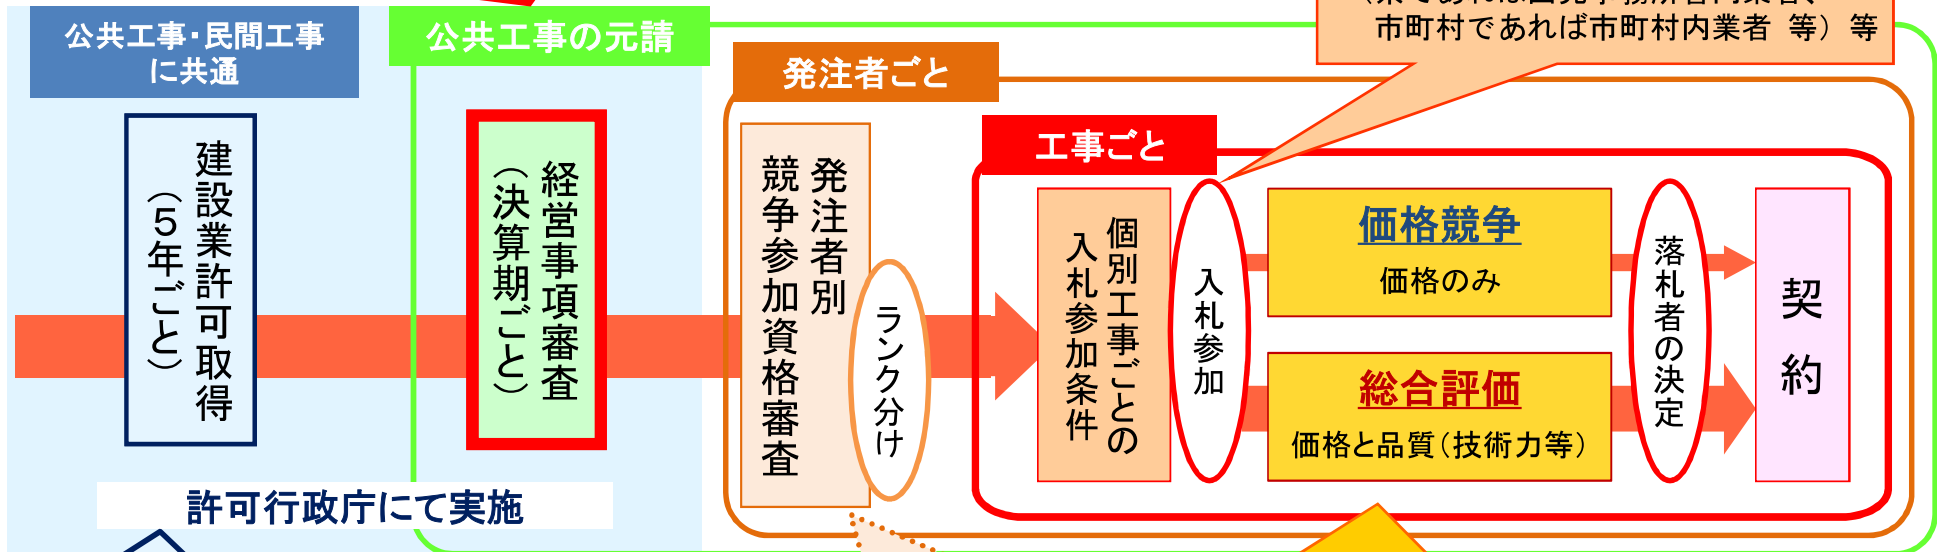 市町村であれば市町村内業者 等）等
公共工事・民間工事
に共通
公共工事の元請
発注者ごと
工事ごと
建設業許可取得
（５年ごと）
経営事項審査
（決算期ごと）
発注者別
競争参加資格審査
ランク分け
個別工事ごとの
入札参加条件
入札参加
価格競争
価格のみ
総合評価
価格と品質（技術力等）
落札者の決定
契約
許可行政庁にて実施